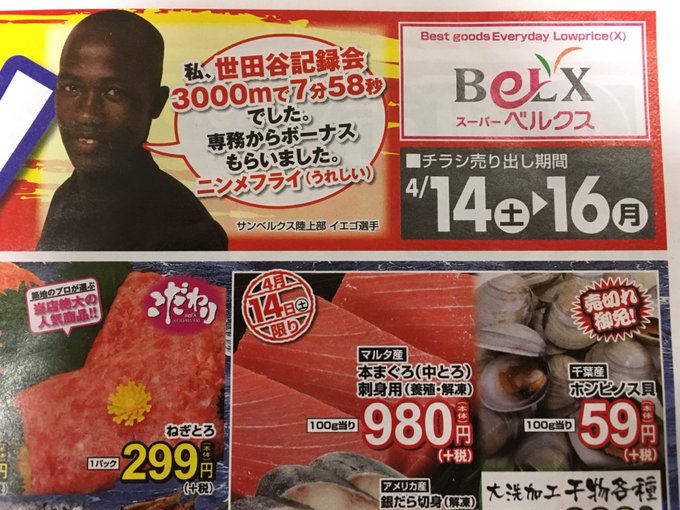 私、世田谷記録会
3000mで7分58秒
でした。
専務からボーナス
もらいました。
ニンメフライ(うれしい)
サンベルクス陸上部 イエゴ選手
Best goods Everyday Lowprice(X)
BeLX
スーパー ベルクス
■チラシ売り出し期間
4/14(土)▶16(月)
築地のプロが選ぶ
当店特大の
人気商品!!
こだわり
ねぎとろ
1パック 299円
本体
(+税)
4月
14日(土)
限り
マルタ産
本まぐろ(中とろ)
刺身用(養殖・解凍)
100g当り 980円
本体
(+税)
アメリカ産
銀だら切身(解凍)
売切れ
御免!
千葉産
ホンビノス貝
100g当り 59円
本体
(+税)
大洗加工干物各種